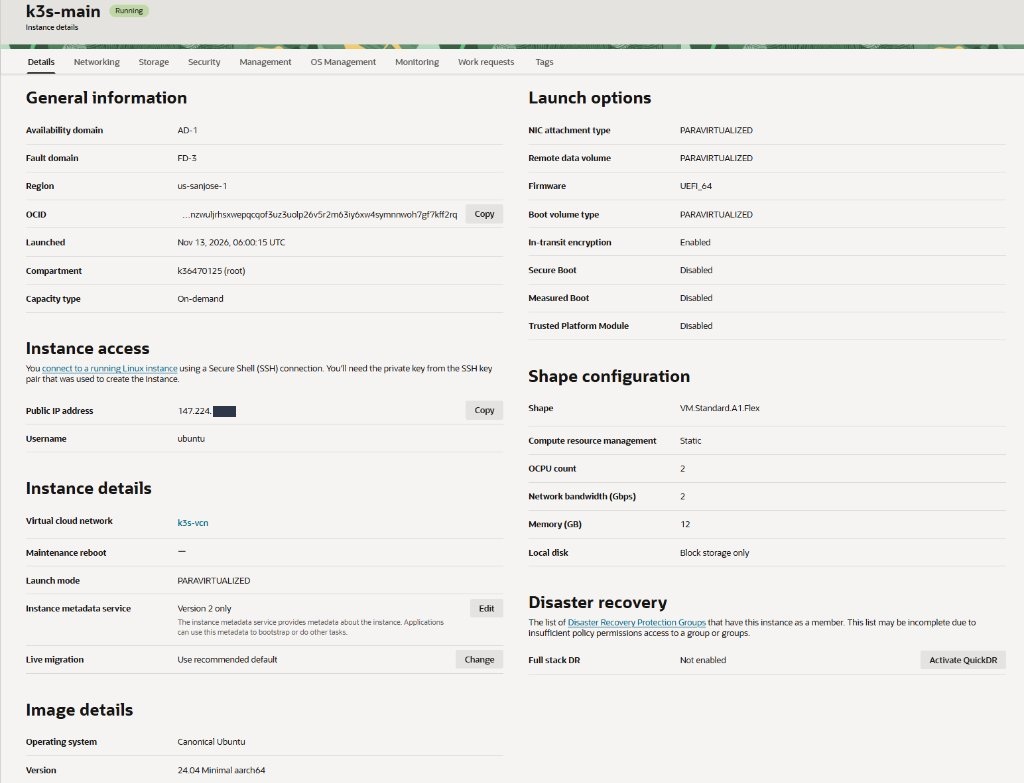 k3s-main Running
Instance details
Details Networking Storage Security Management OS Management Monitoring Work requests Tags
General information
Availability domain AD-1
Fault domain FD-3
Region us-sanjose-1
OCID ...nzwuljrhsxwepqcqof3uz3uolp26v5r2m63iy6xw4symnnwoh7gf7kff2rq Copy
Launched Nov 13, 2026, 06:00:15 UTC
Compartment k36470125 (root)
Capacity type On-demand
Instance access
You connect to a running Linux instance using a Secure Shell (SSH) connection. You'll need the private key from the SSH key
pair that was used to create the instance.
Public IP address 147.224. Copy
Username ubuntu
Instance details
Virtual cloud network k3s-vcn
Maintenance reboot —
Launch mode PARAVIRTUALIZED
Instance metadata service Version 2 only Edit
The instance metadata service provides metadata about the instance. Applications
can use this metadata to bootstrap or do other tasks.
Live migration Use recommended default Change
Image details
Operating system Canonical Ubuntu
Version 24.04 Minimal aarch64
Launch options
NIC attachment type PARAVIRTUALIZED
Remote data volume PARAVIRTUALIZED
Firmware UEFI_64
Boot volume type PARAVIRTUALIZED
In-transit encryption Enabled
Secure Boot Disabled
Measured Boot Disabled
Trusted Platform Module Disabled
Shape configuration
Shape VM.Standard.A1.Flex
Compute resource management Static
OCPU count 2
Network bandwidth (Gbps) 2
Memory (GB) 12
Local disk Block storage only
Disaster recovery
The list of Disaster Recovery Protection Groups that have this instance as a member. This list may be incomplete due to
insufficient policy permissions access to a group or groups.
Full stack DR Not enabled Activate QuickDR